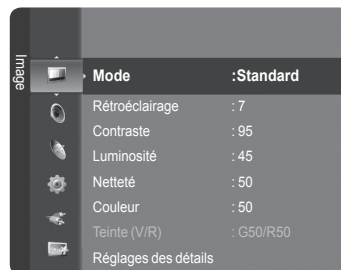 Image
Mode :Standard
Rétroéclairage : 7
Contraste : 95
Luminosité : 45
Netteté : 50
Couleur : 50
Teinte (V/R) : G50/R50
Réglages des détails